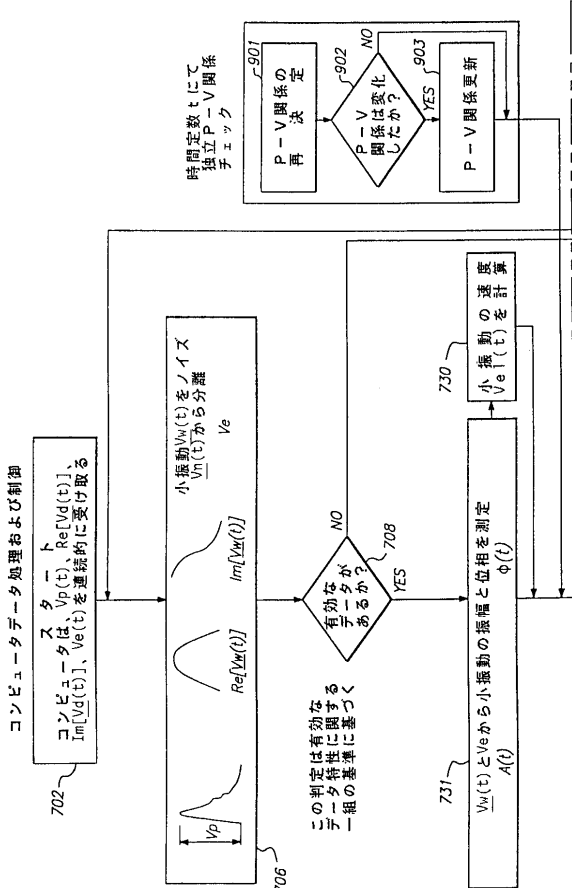 コンピュータデータ処理および制御
702
スタート
コンピュータは、Vp(t)、Re[Vd(t)]、
Im[Vd(t)]、Ve(t)を連続的に受け取る
706
Vp
Re[Vw(t)]
Im[Vw(t)]
小振動Vw(t)をノイズ
Vn(t)から分離
Ve
この判定は有効な
データ特性に関する
一組の基準に基づく
有効な
データが
あるか?
708
NO
YES
731
Vw(t)とVeから小振動の振幅と位相を測定
A(t)
φ(t)
730
小振動の速度
Vel(t)を計算
時間定数tにて
独立P-V関係
チェック
901
P-V関係の
再決定
902
P-V
関係は変化
したか?
NO
YES
903
P-V関係更新